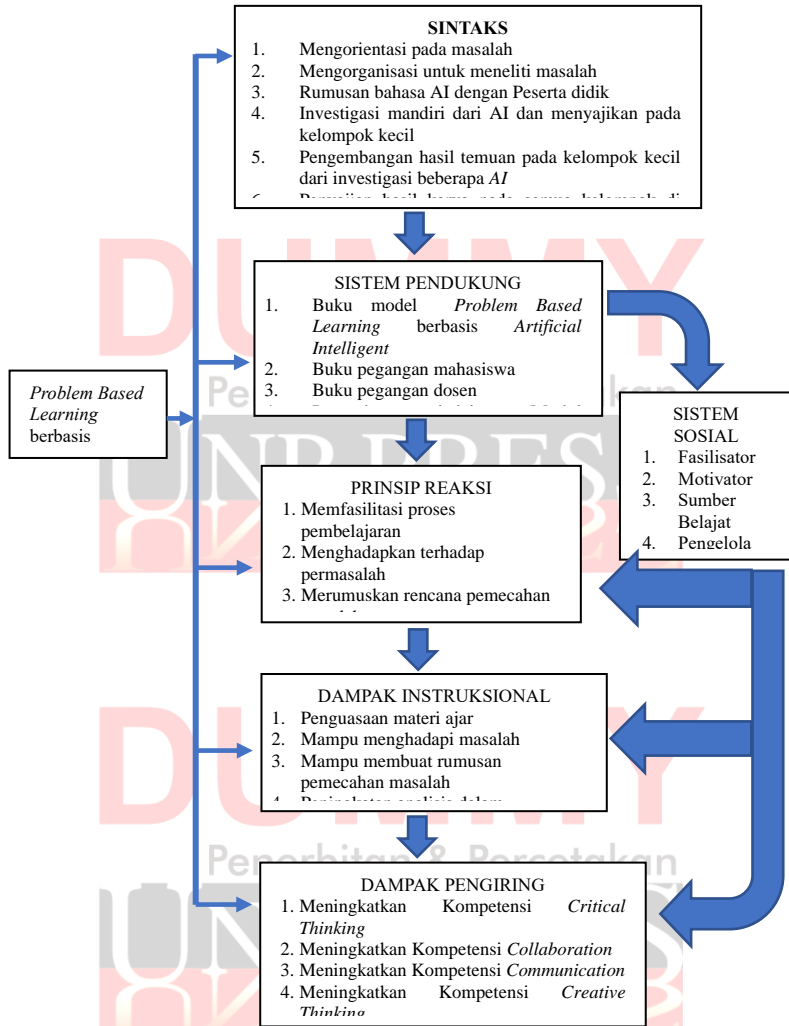 SINTAKS
1. Mengorientasi pada masalah
2. Mengorganisasi untuk meneliti masalah
3. Rumusan bahasa AI dengan Peserta didik
4. Investigasi mandiri dari AI dan menyajikan pada
kelompok kecil
5. Pengembangan hasil temuan pada kelompok kecil
dari investigasi beberapa AI
DUMMY
SISTEM PENDUKUNG
1. Buku model Problem Based
Learning berbasis Artificial
Intelligent
2. Buku pegangan mahasiswa
3. Buku pegangan dosen
Problem Based
Learning
berbasis
SISTEM
SOSIAL
1. Fasilisator
2. Motivator
3. Sumber
Belajat
4. Pengelola
UNP PRESS
PRINSIP REAKSI
1. Memfasilitasi proses
pembelajaran
2. Menghadapkan terhadap
permasalah
3. Merumuskan rencana pemecahan
DUMMY
DAMPAK INSTRUKSIONAL
1. Penguasaan materi ajar
2. Mampu menghadapi masalah
3. Mampu membuat rumusan
pemecahan masalah
4. Peningkatan analisis dalam
Penerbitan & Percetakan
DAMPAK PENGIRING
1. Meningkatkan Kompetensi Critical
Thinking
2. Meningkatkan Kompetensi Collaboration
3. Meningkatkan Kompetensi Communication
4. Meningkatkan Kompetensi Creative
Thinking